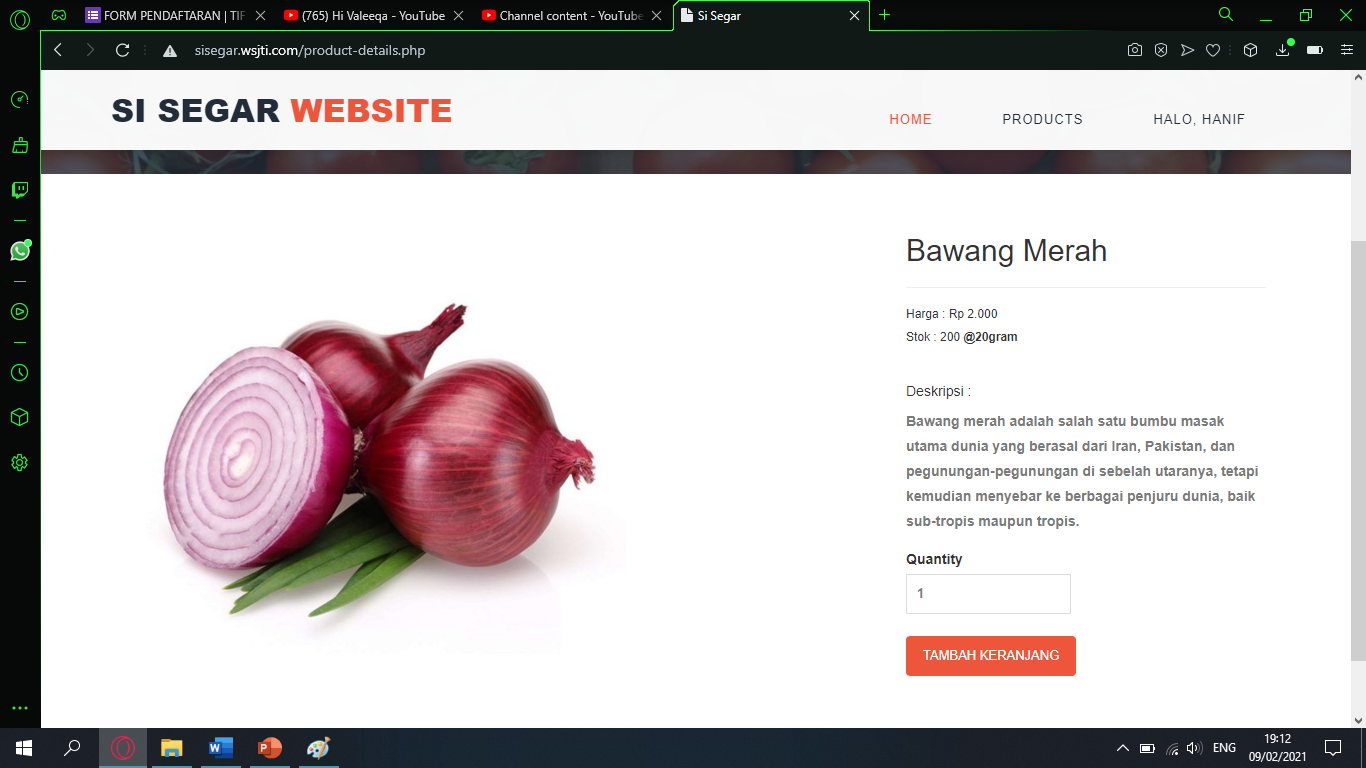 FORM PENDAFTARAN | TIF
(765) Hi Valeeqa - YouTube
Channel content - YouTube
Si Segar
sisegar.wsjti.com/product-details.php
SI SEGAR WEBSITE
HOME
PRODUCTS
HALO, HANIF
Bawang Merah
Harga : Rp 2.000
Stok : 200 @20gram
Deskripsi :
Bawang merah adalah salah satu bumbu masak
utama dunia yang berasal dari Iran, Pakistan, dan
pegunungan-pegunungan di sebelah utaranya, tetapi
kemudian menyebar ke berbagai penjuru dunia, baik
sub-tropis maupun tropis.
Quantity
1
TAMBAH KERANJANG
ENG
19:12
09/02/2021